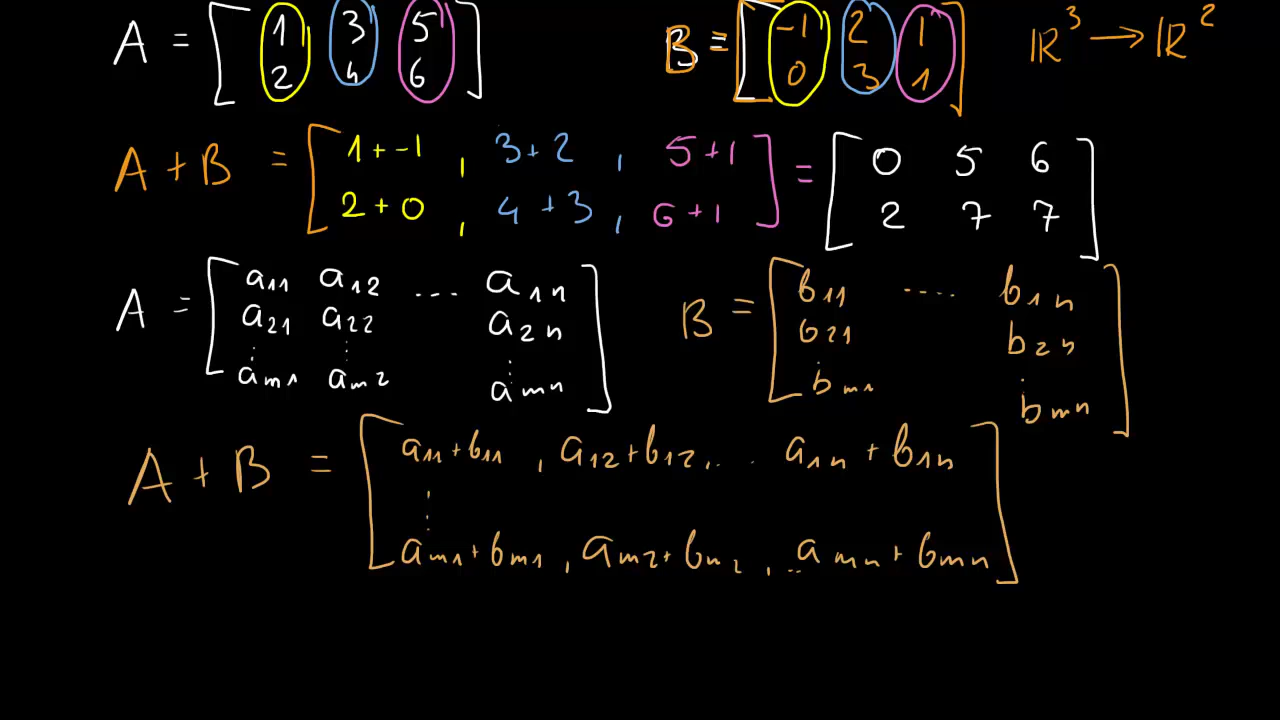 A = [ 1 3 5 B = [ -1 2 1 ] ℝ³ → ℝ²
2 4 6 ] 0 3 1
A + B = [ 1 + -1 , 3 + 2 , 5 + 1 ] = [ 0 5 6 ]
2 + 0 , 4 + 3 , 6 + 1 2 7 7
A = [ a11 a12 .... a1n ] B = [ b11 .... b1n ]
a21 a22 a2n b21 b2n
am1 am2 amn bm1 bmn
A + B = [ a11 + b11 , a12 + b12 , .. a1n + b1n ]
am1 + bm1 , am2 + bm2 , .. amn + bmn